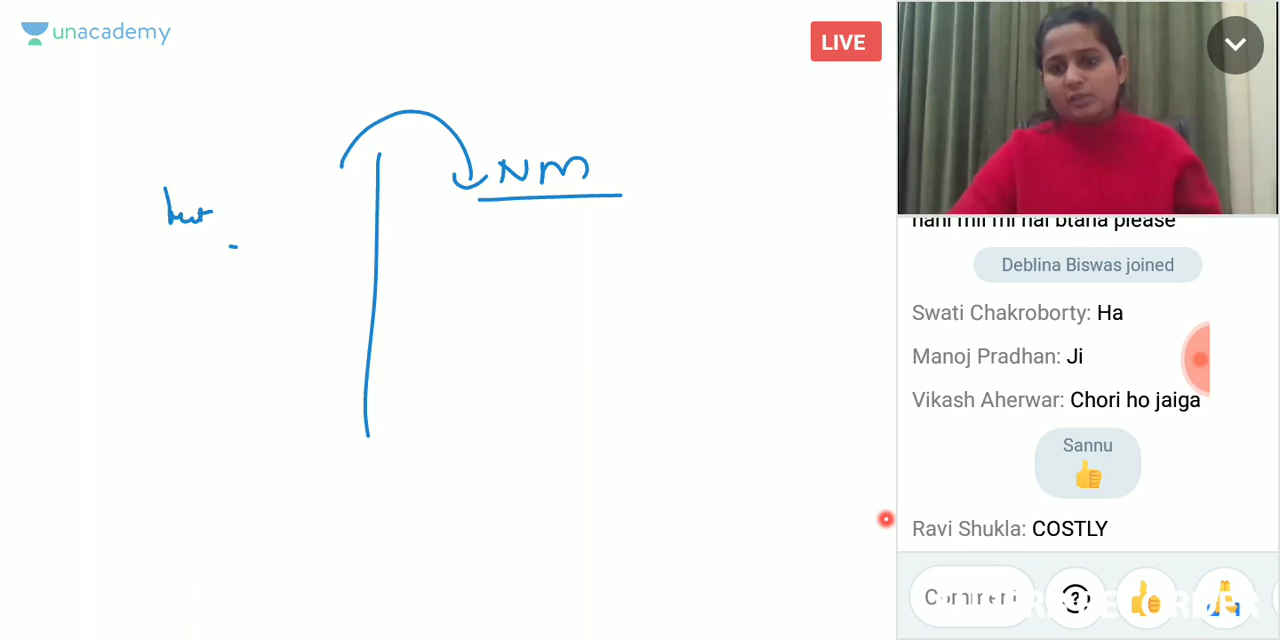 unacademy
LIVE
NM
Deblina Biswas joined
Swati Chakroborty: Ha
Manoj Pradhan: Ji
Vikash Aherwar: Chori ho jaiga
Sannu
Ravi Shukla: COSTLY
?